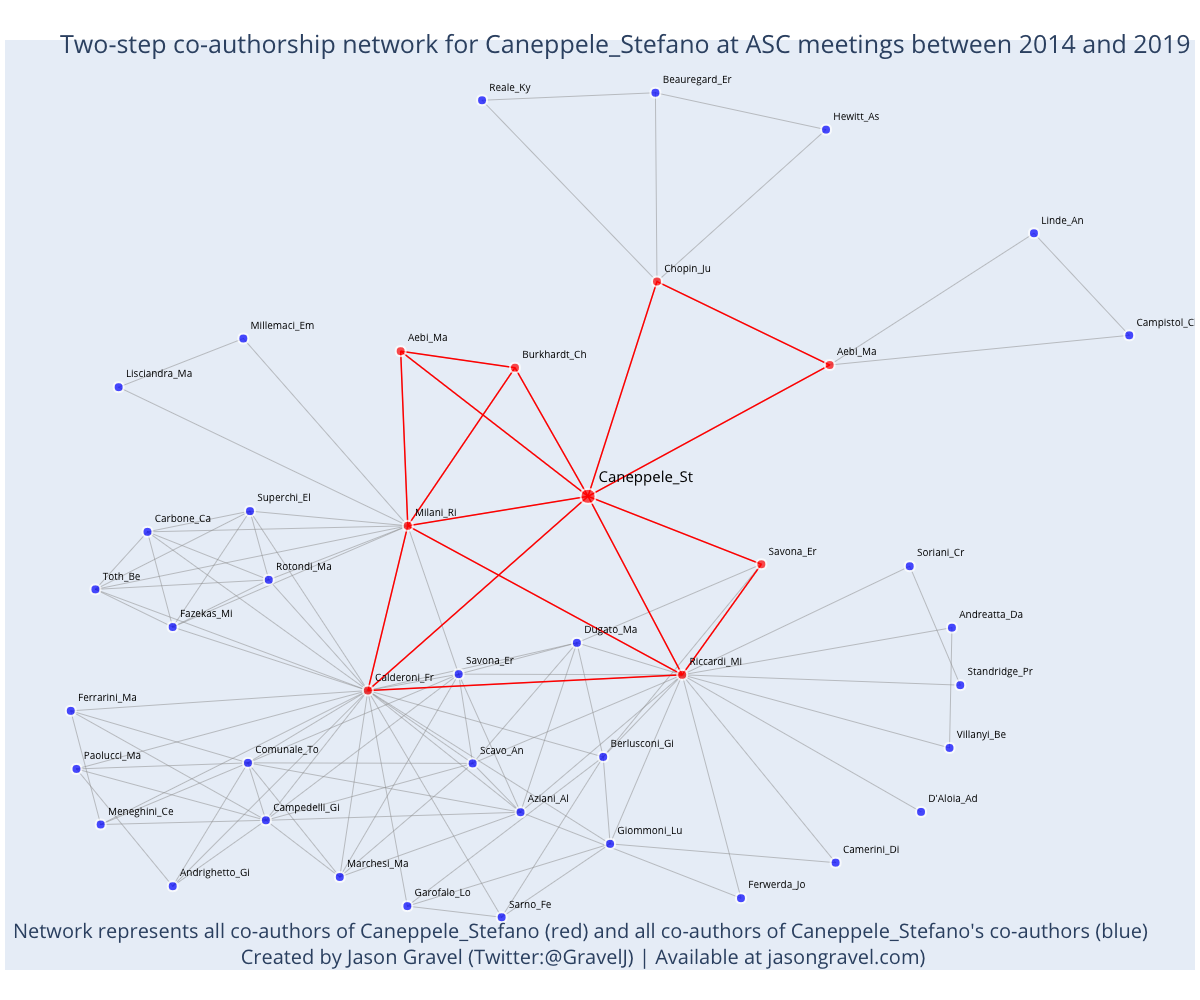 Two-step co-authorship network for Caneppele_Stefano at ASC meetings between 2014 and 2019
Beauregard_Er
Reale_Ky
Hewitt_As
Linde_An
Chopin_Ju
Campistol_C
Millemaci_Em
Aebi_Ma
Burkhardt_Ch
Aebi_Ma
Lisciandra_Ma
Caneppele_St
Superchi_El
Milani_Ri
Carbone_Ca
Savona_Er
Soriani_Cr
Rotondi_Ma
Toth_Be
Fazekas_Mi
Andreatta_Da
Dugato_Ma
Savona_Er
Riccardi_Mi
Standridge_Pr
Calderoni_Fr
Ferrarini_Ma
Villanyi_Be
Berlusconi_Gi
Comunale_To
Scavo_An
Paolucci_Ma
D'Aloia_Ad
Aziani_Al
Campedelli_Gi
Meneghini_Ce
Giommoni_Lu
Camerini_Di
Marchesi_Ma
Andrighetto_Gi
Ferwerda_Jo
Garofalo_Lo
Sarno_Fe
Network represents all co-authors of Caneppele_Stefano (red) and all co-authors of Caneppele_Stefano's co-authors (blue)
Created by Jason Gravel (Twitter:@GravelJ) | Available at jasongravel.com)